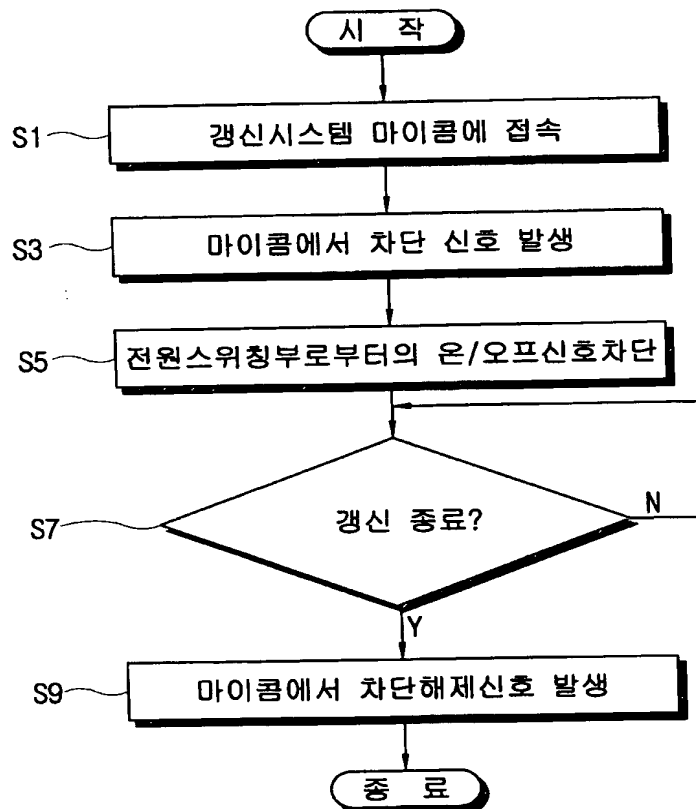 시 작
S1
갱신시스템 마이콤에 접속
S3
마이콤에서 차단 신호 발생
S5
전원스위칭부로부터의 온/오프신호차단
S7
갱신 종료?
N
Y
S9
마이콤에서 차단해제신호 발생
종 료